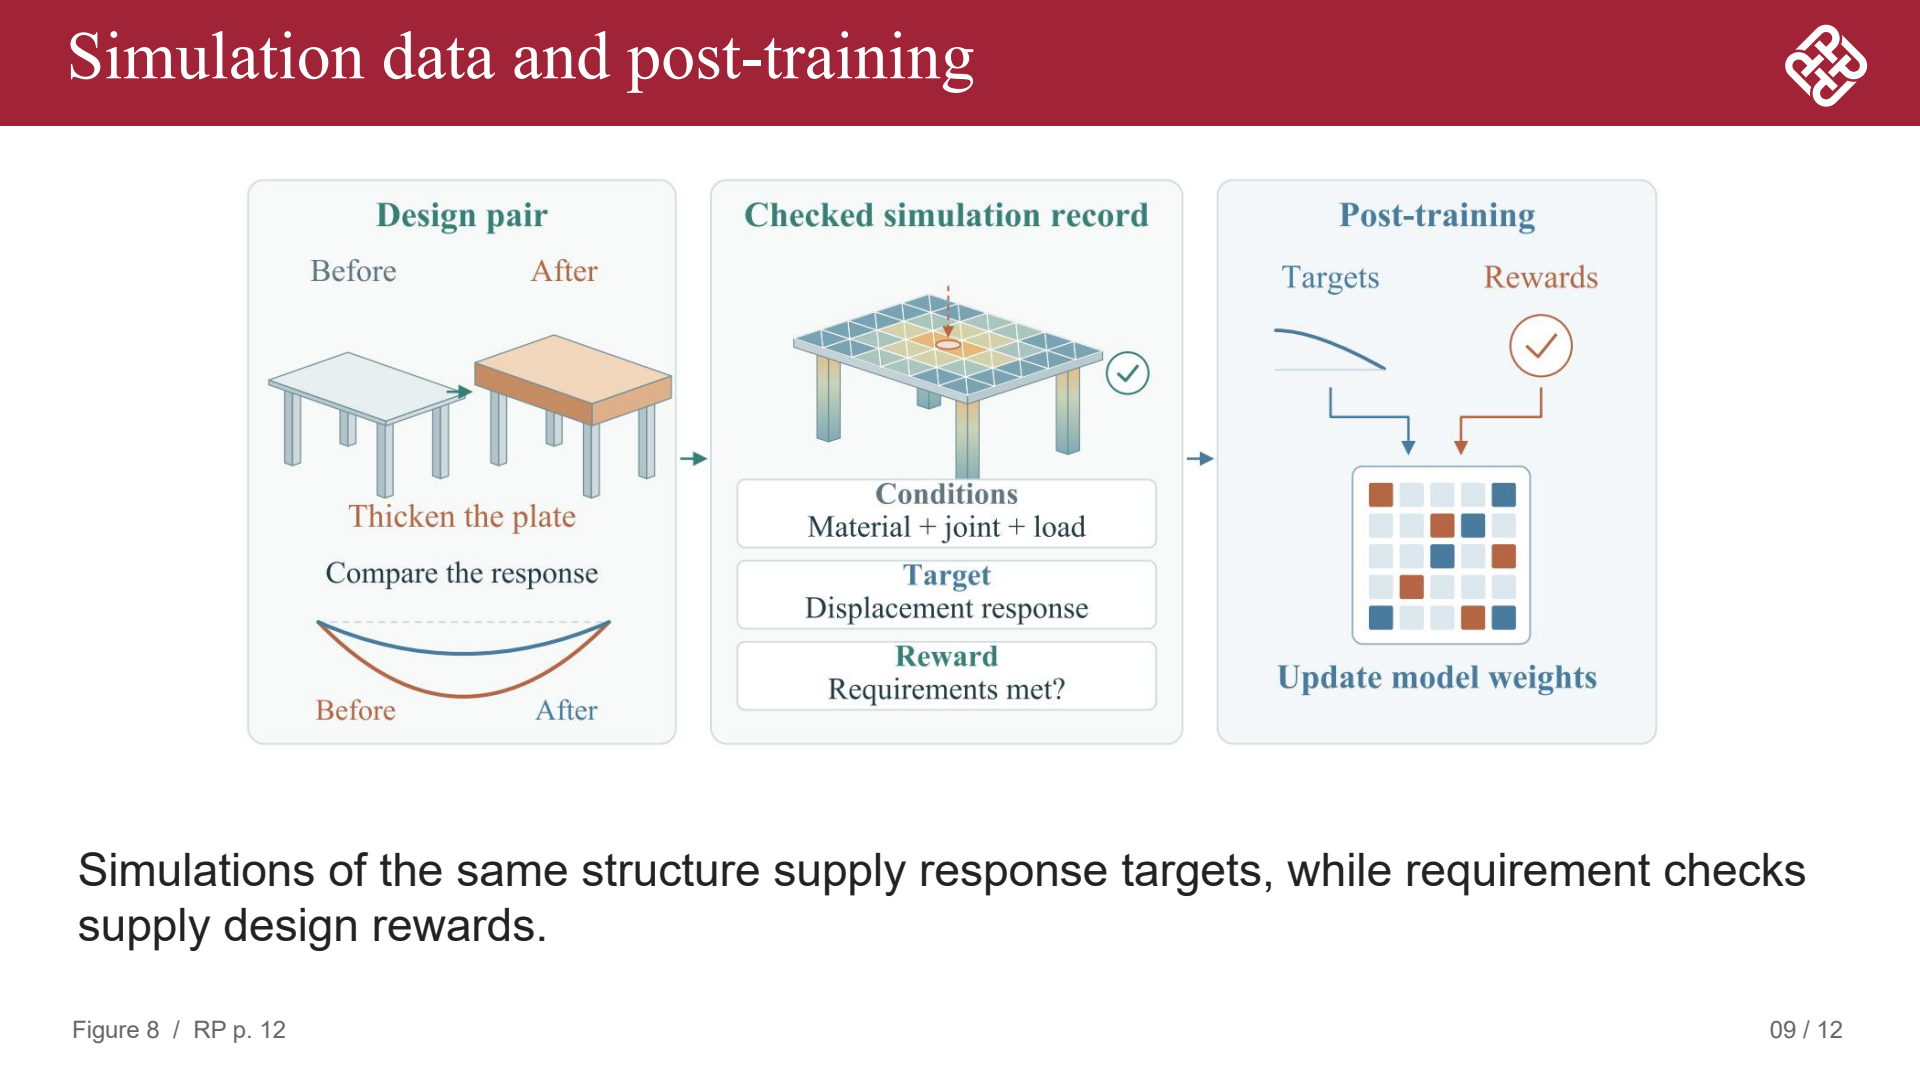 Simulation data and post-training
Design pair
Before
After
Thicken the plate
Compare the response
Before
After
Checked simulation record
Conditions
Material + joint + load
Target
Displacement response
Reward
Requirements met?
Post-training
Targets
Rewards
Update model weights
Simulations of the same structure supply response targets, while requirement checks
supply design rewards.
Figure 8 / RP p. 12
09 / 12